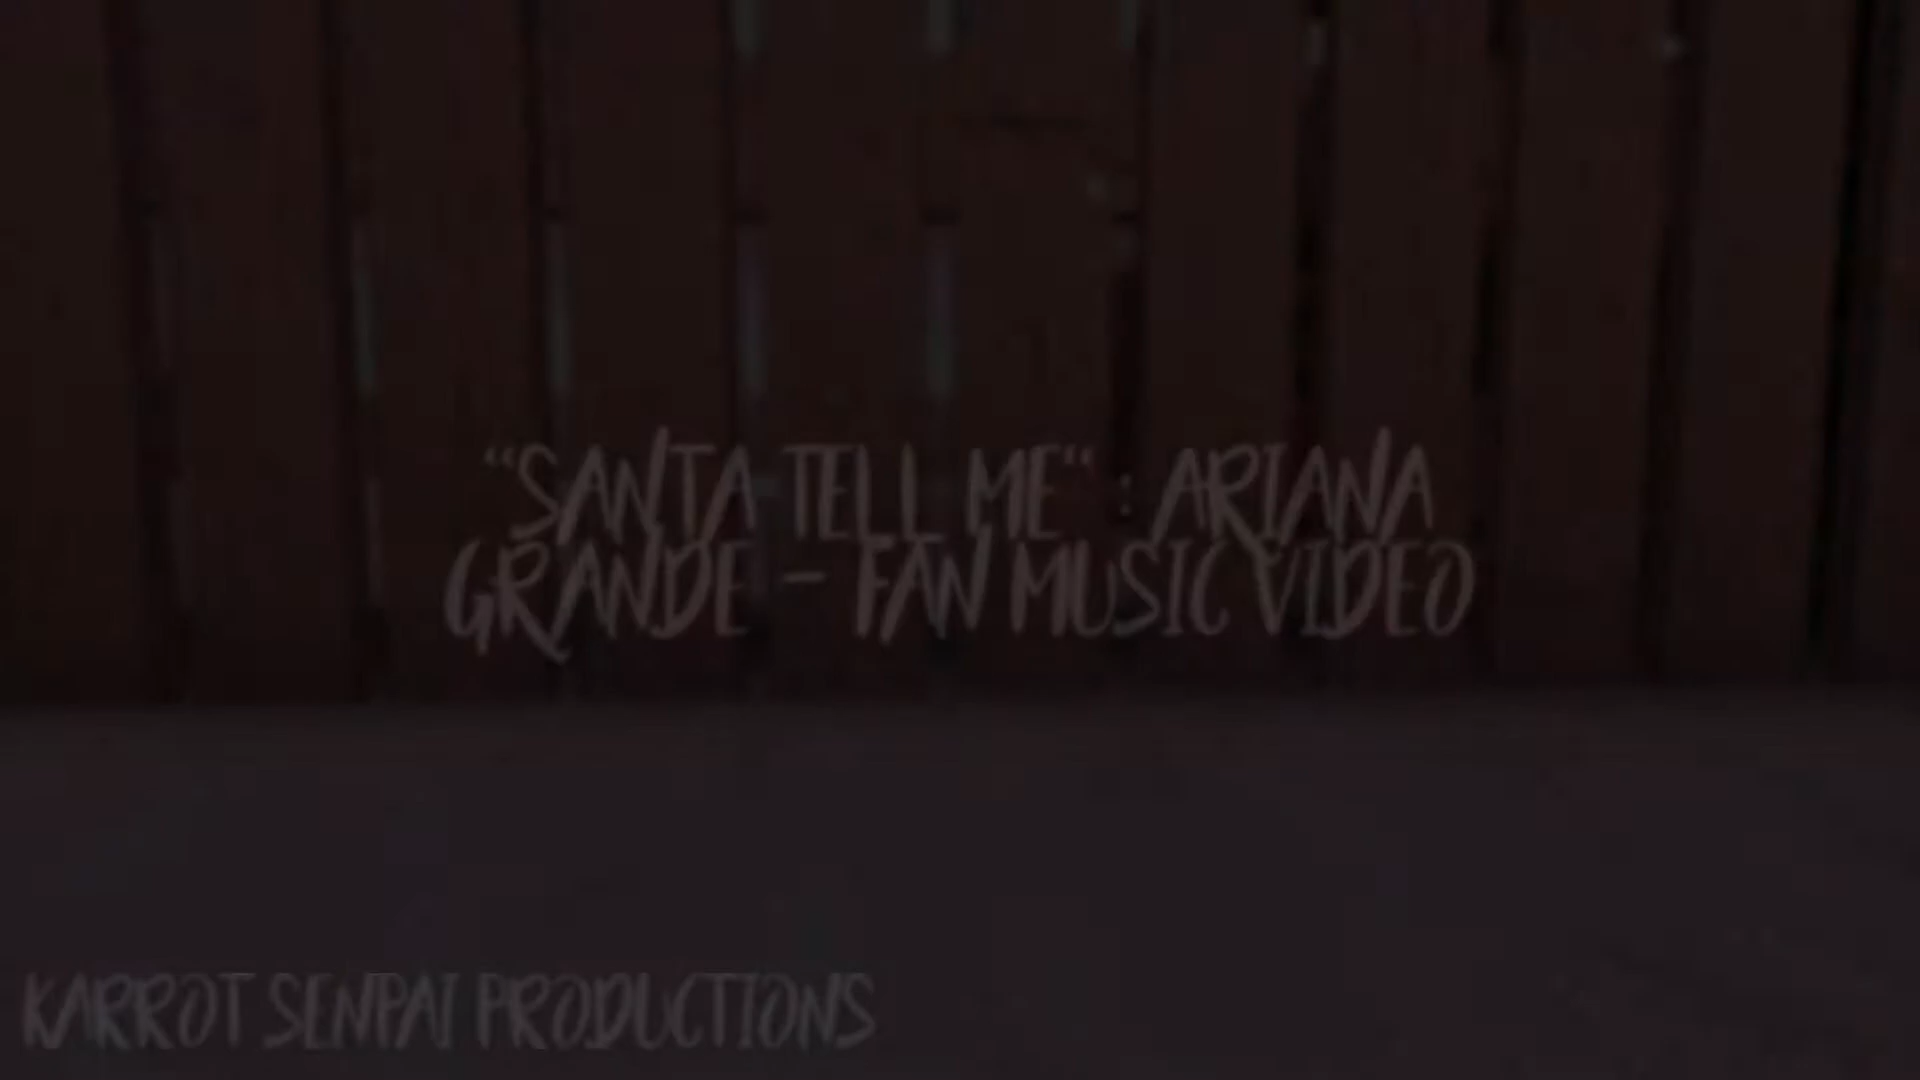 “SANTA TELL ME“ : ARIANA
GRANDE - FAN MUSIC VIDEO
KARROT SENPAI PRODUCTIONS